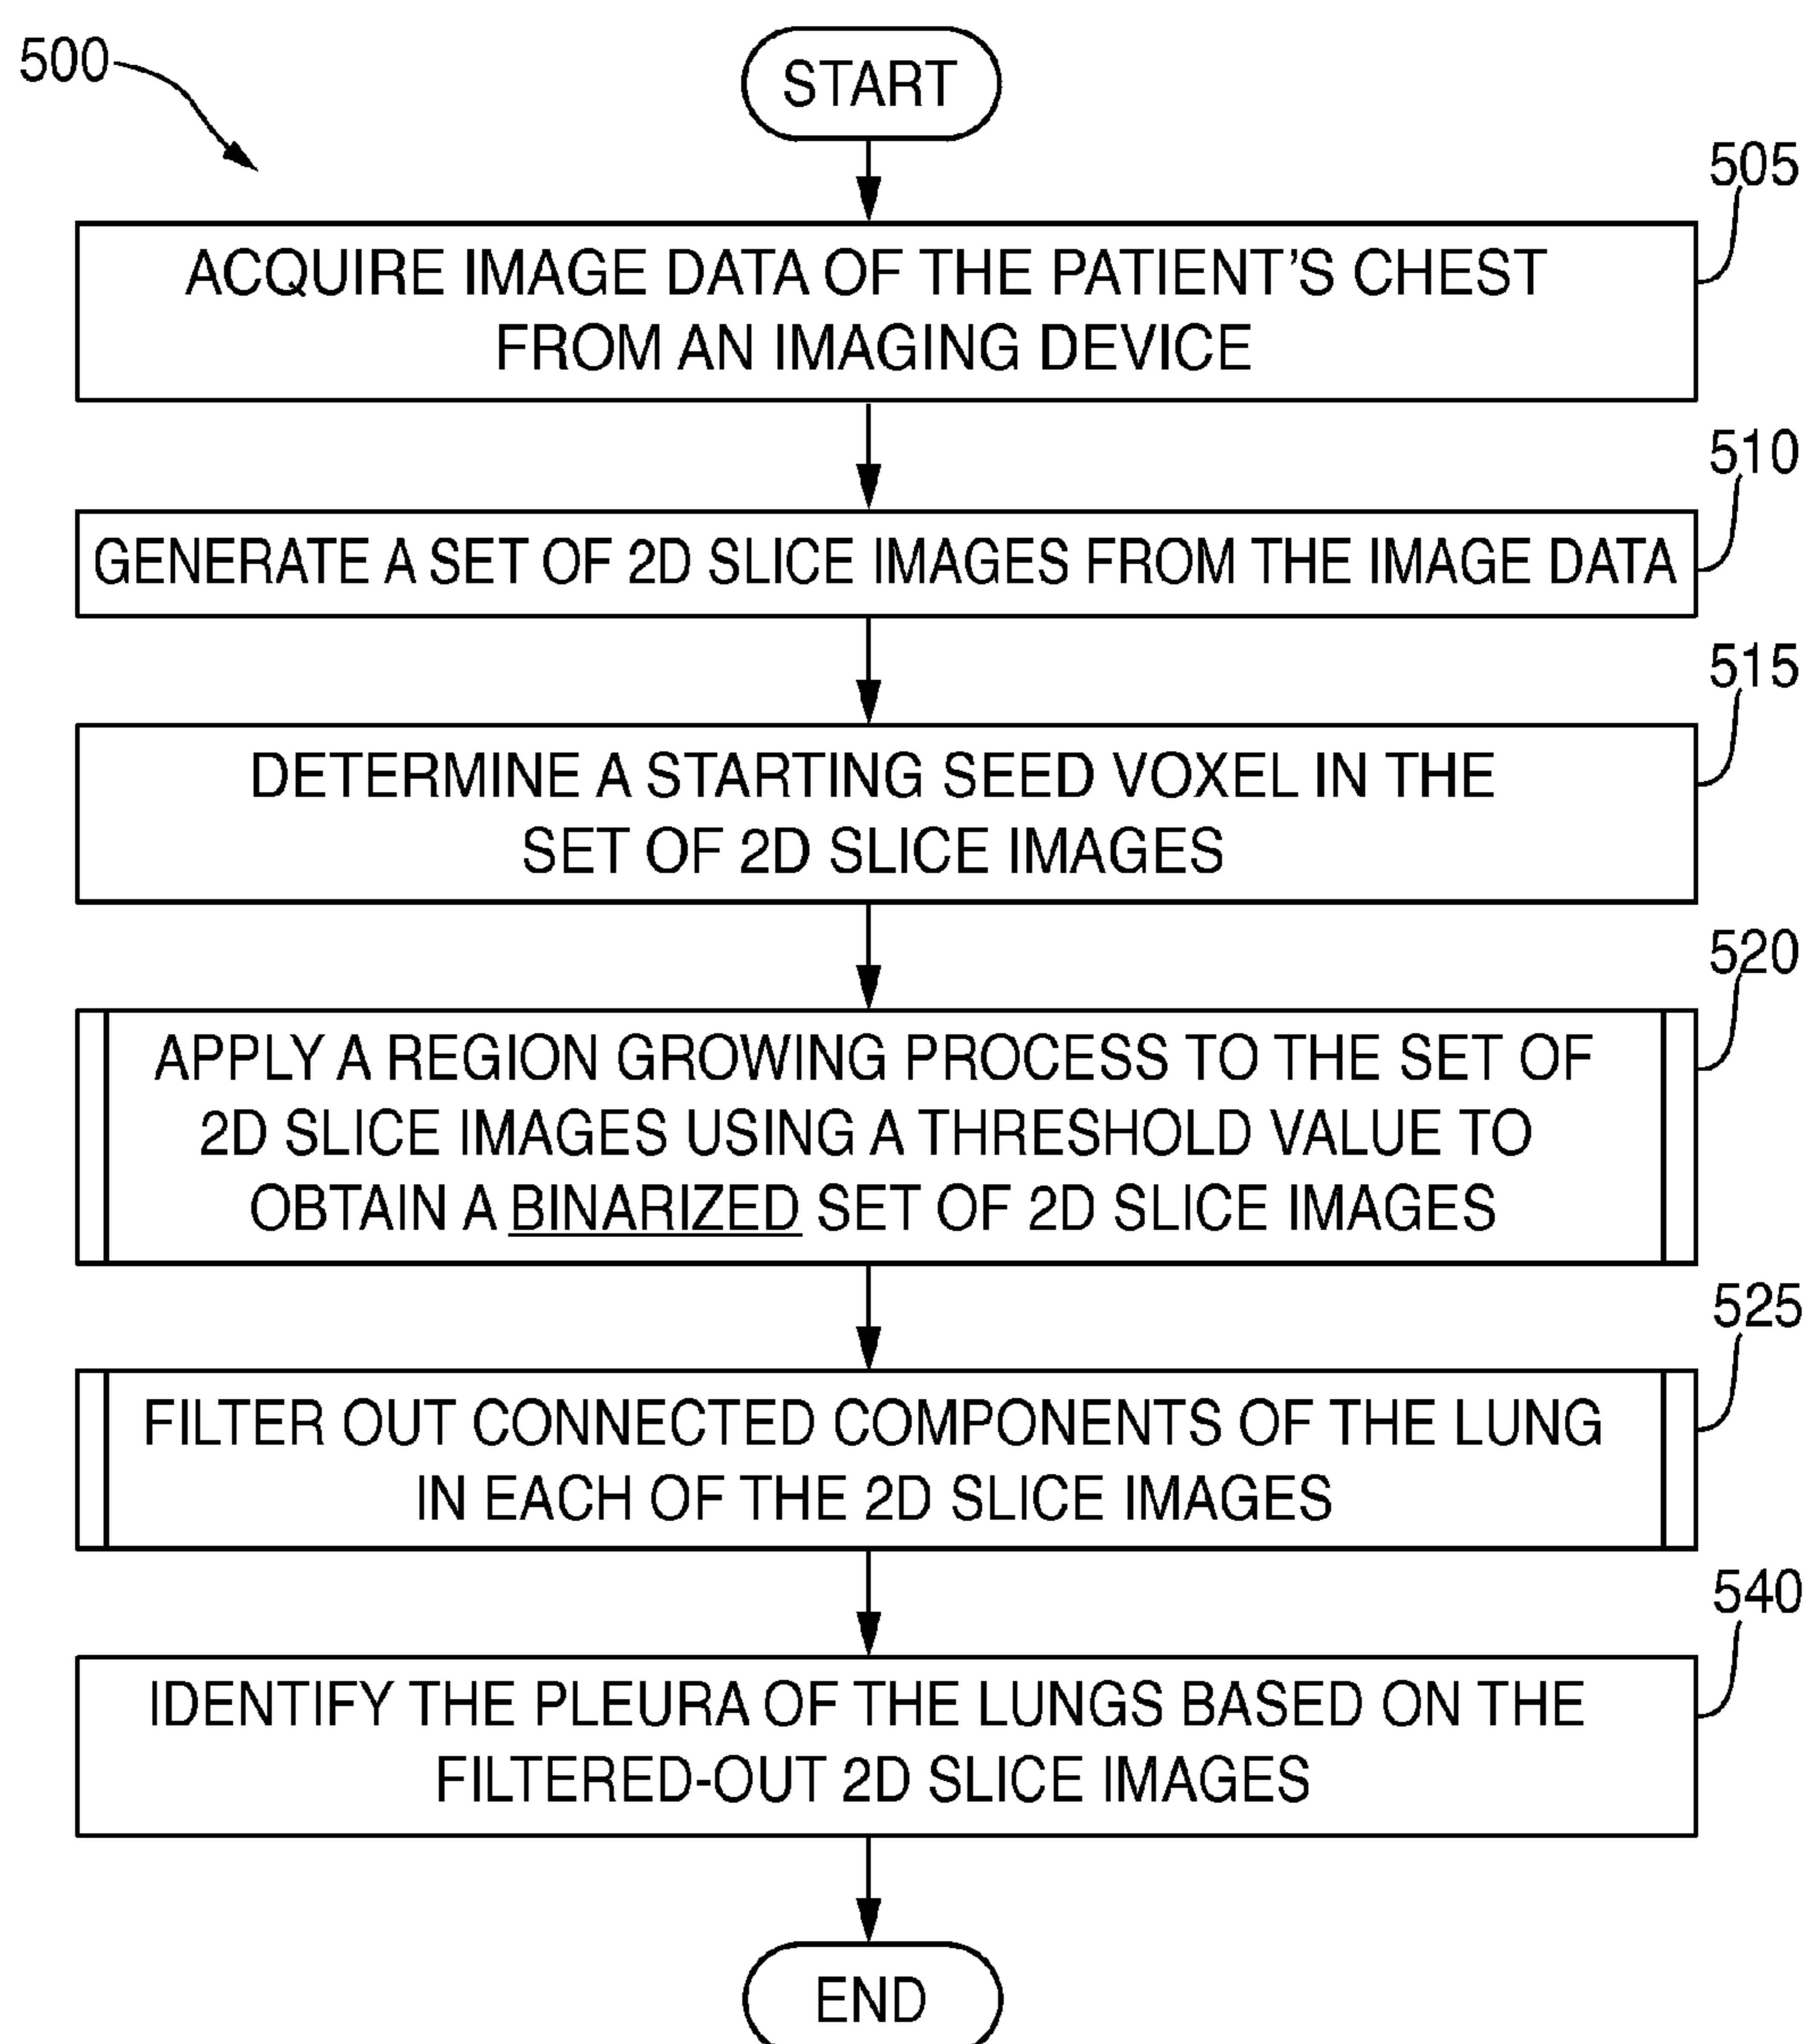 500
START
505
ACQUIRE IMAGE DATA OF THE PATIENT'S CHEST
FROM AN IMAGING DEVICE
510
GENERATE A SET OF 2D SLICE IMAGES FROM THE IMAGE DATA
515
DETERMINE A STARTING SEED VOXEL IN THE
SET OF 2D SLICE IMAGES
520
APPLY A REGION GROWING PROCESS TO THE SET OF
2D SLICE IMAGES USING A THRESHOLD VALUE TO
OBTAIN A BINARIZED SET OF 2D SLICE IMAGES
525
FILTER OUT CONNECTED COMPONENTS OF THE LUNG
IN EACH OF THE 2D SLICE IMAGES
540
IDENTIFY THE PLEURA OF THE LUNGS BASED ON THE
FILTERED-OUT 2D SLICE IMAGES
END